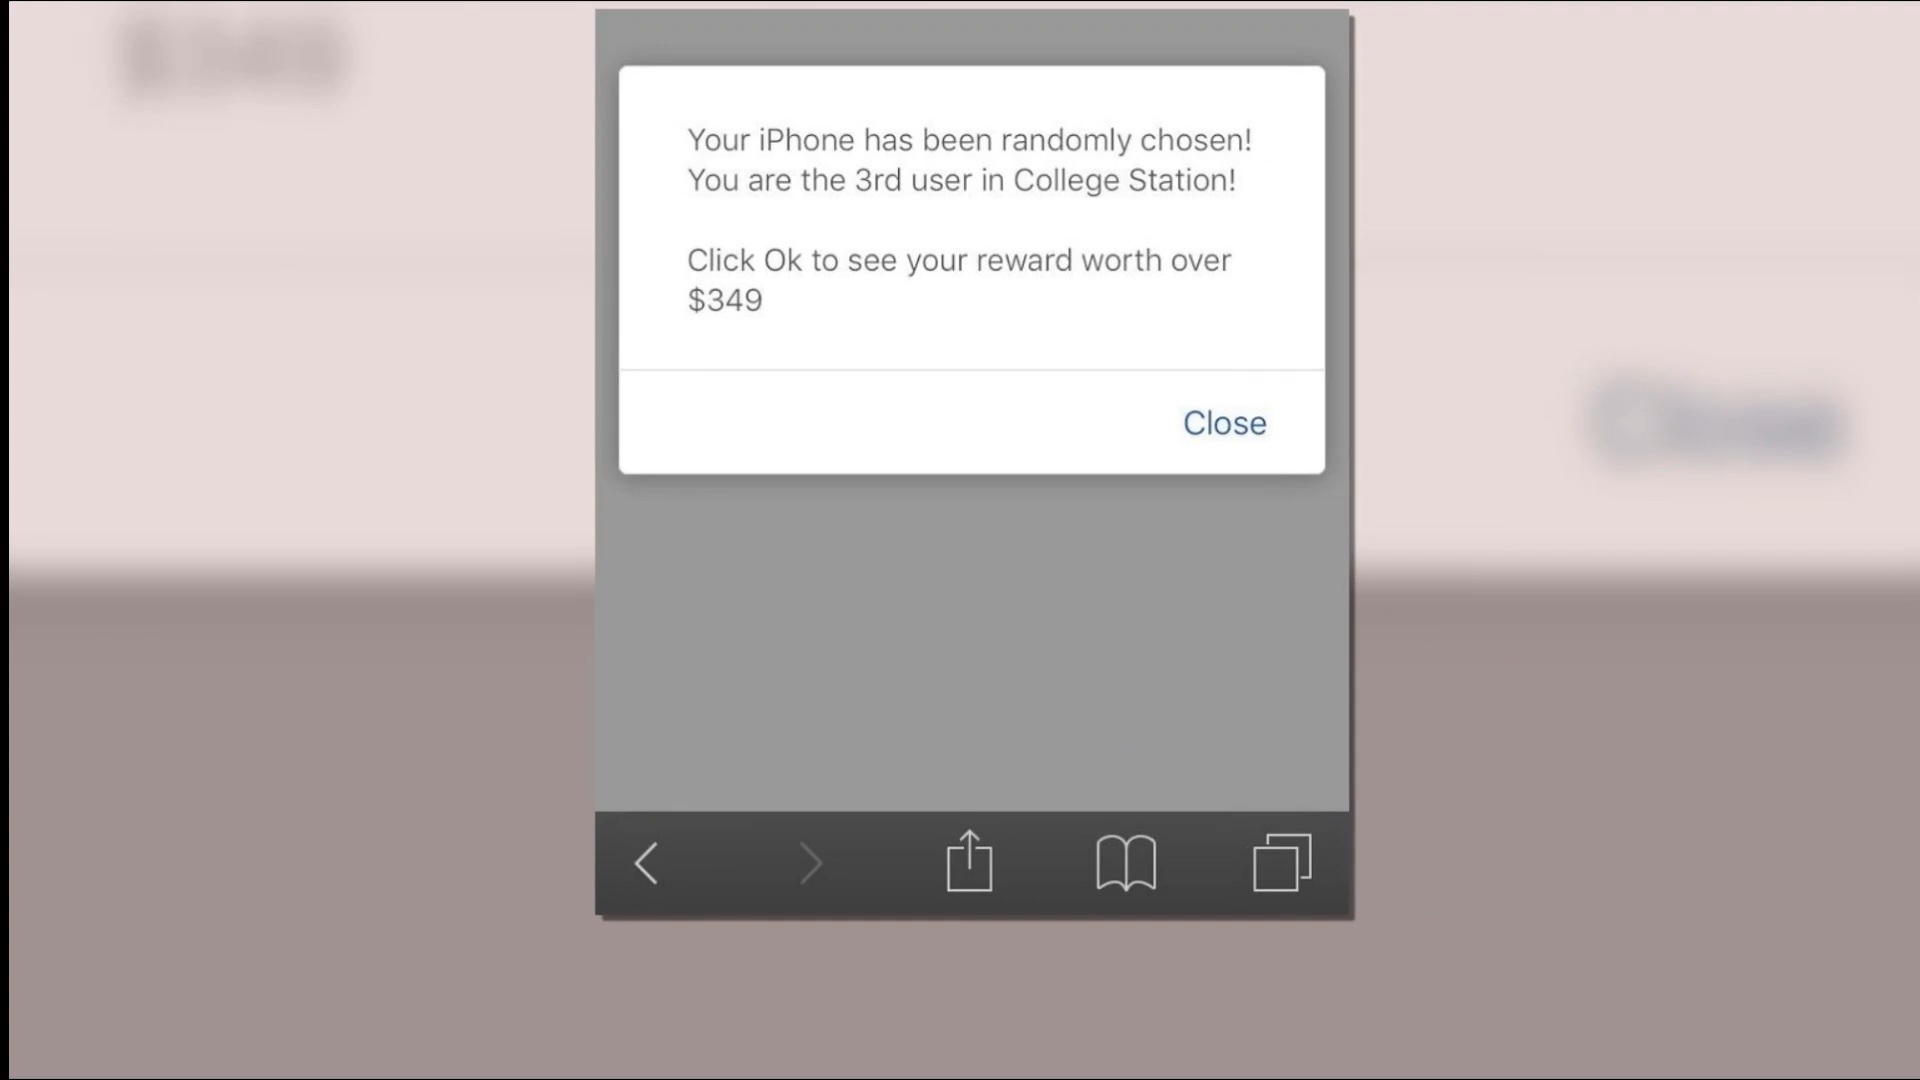 Your iPhone has been randomly chosen!
You are the 3rd user in College Station!
Click Ok to see your reward worth over
$349
Close